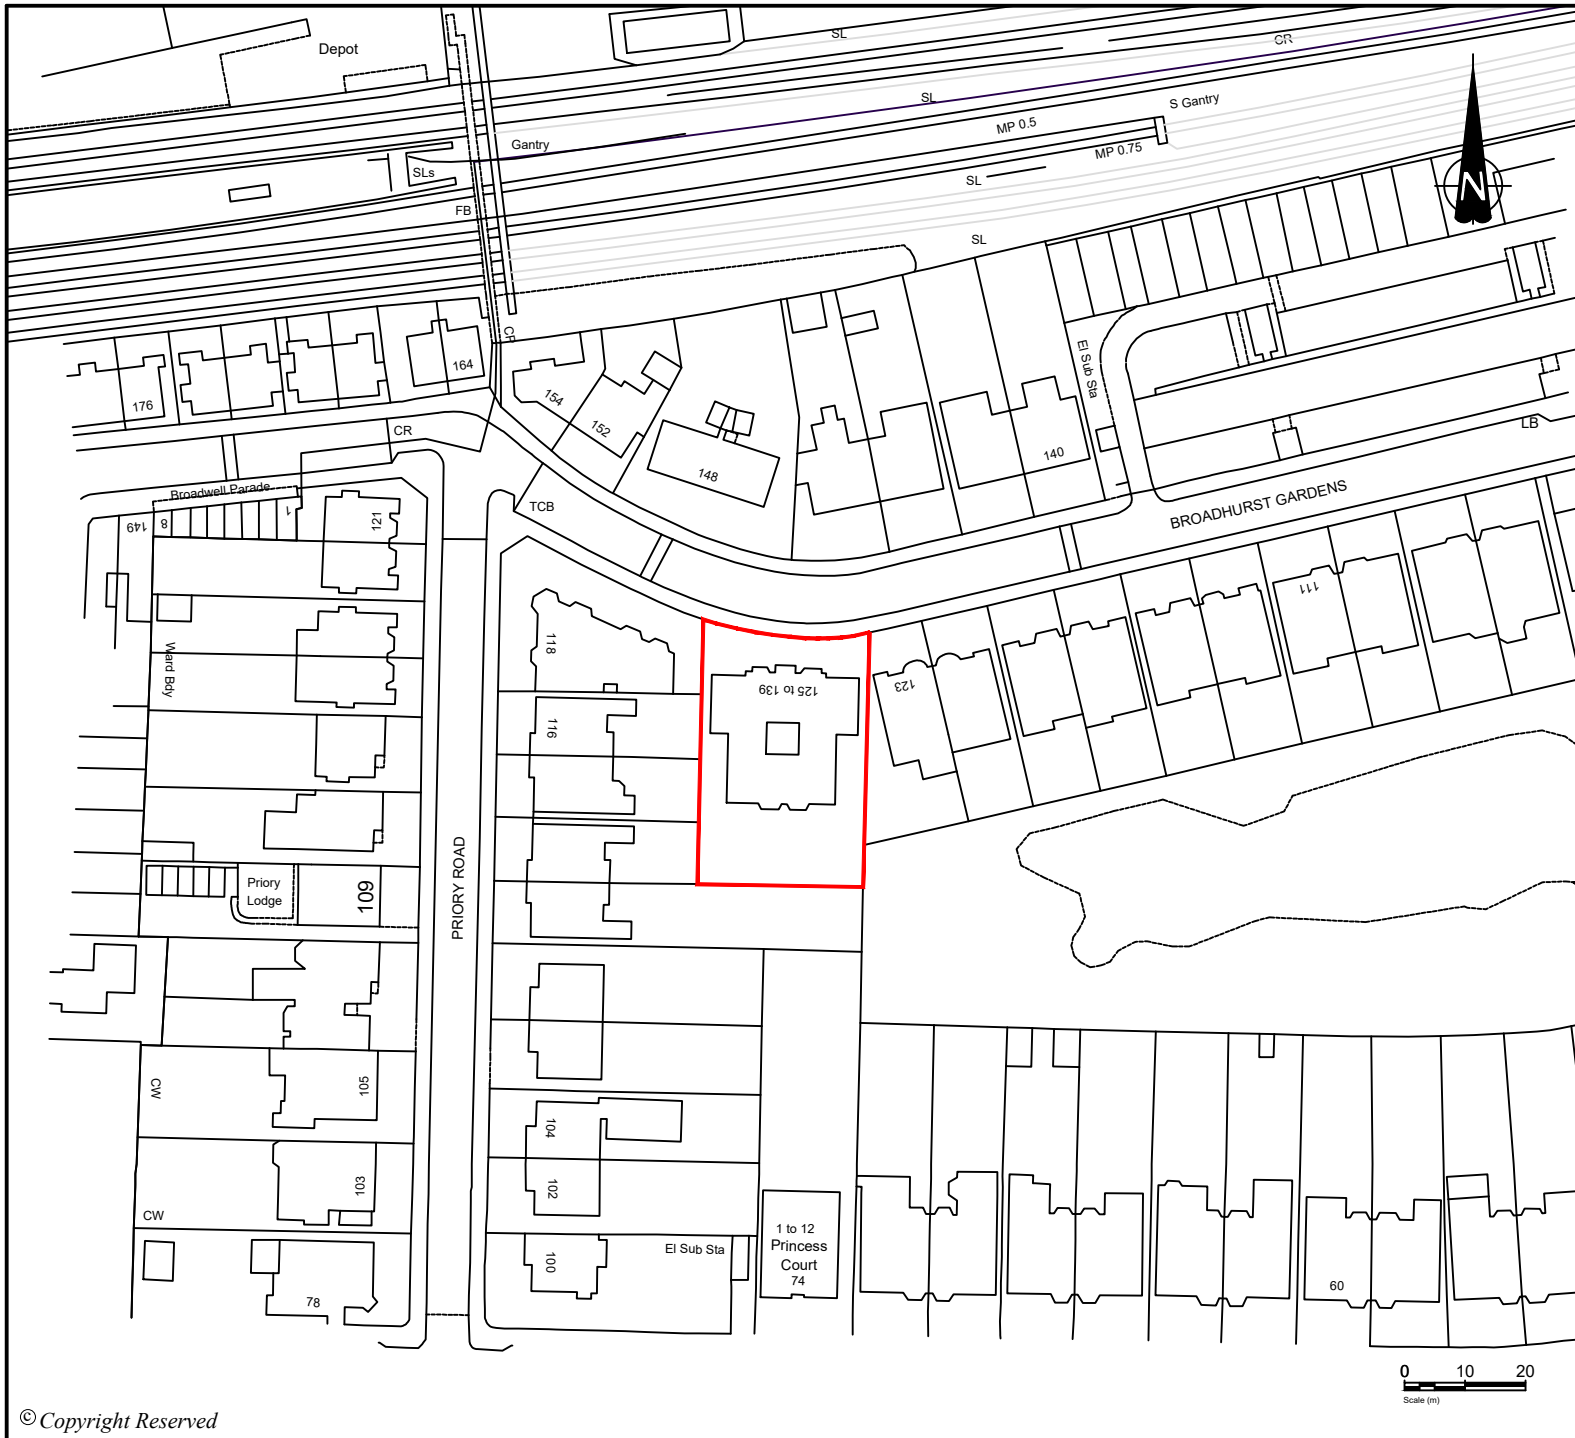 Depot
SL
CR
SL
S Gantry
MP 0.5
Gantry
MP 0.75
SLs
SL
N
FB
SL
CR
164
El Sub Sta
154
176
152
CR
148
140
LB
Broadwell Parade
TCB
BROADHURST GARDENS
149
8
1
121
111
118
Ward Bdy
125 to 139
123
116
PRIORY ROAD
Priory
Lodge
109
CW
105
104
103
102
CW
1 to 12
Princess
Court
74
El Sub Sta
100
78
60
0 10 20
Scale (m)
© Copyright Reserved